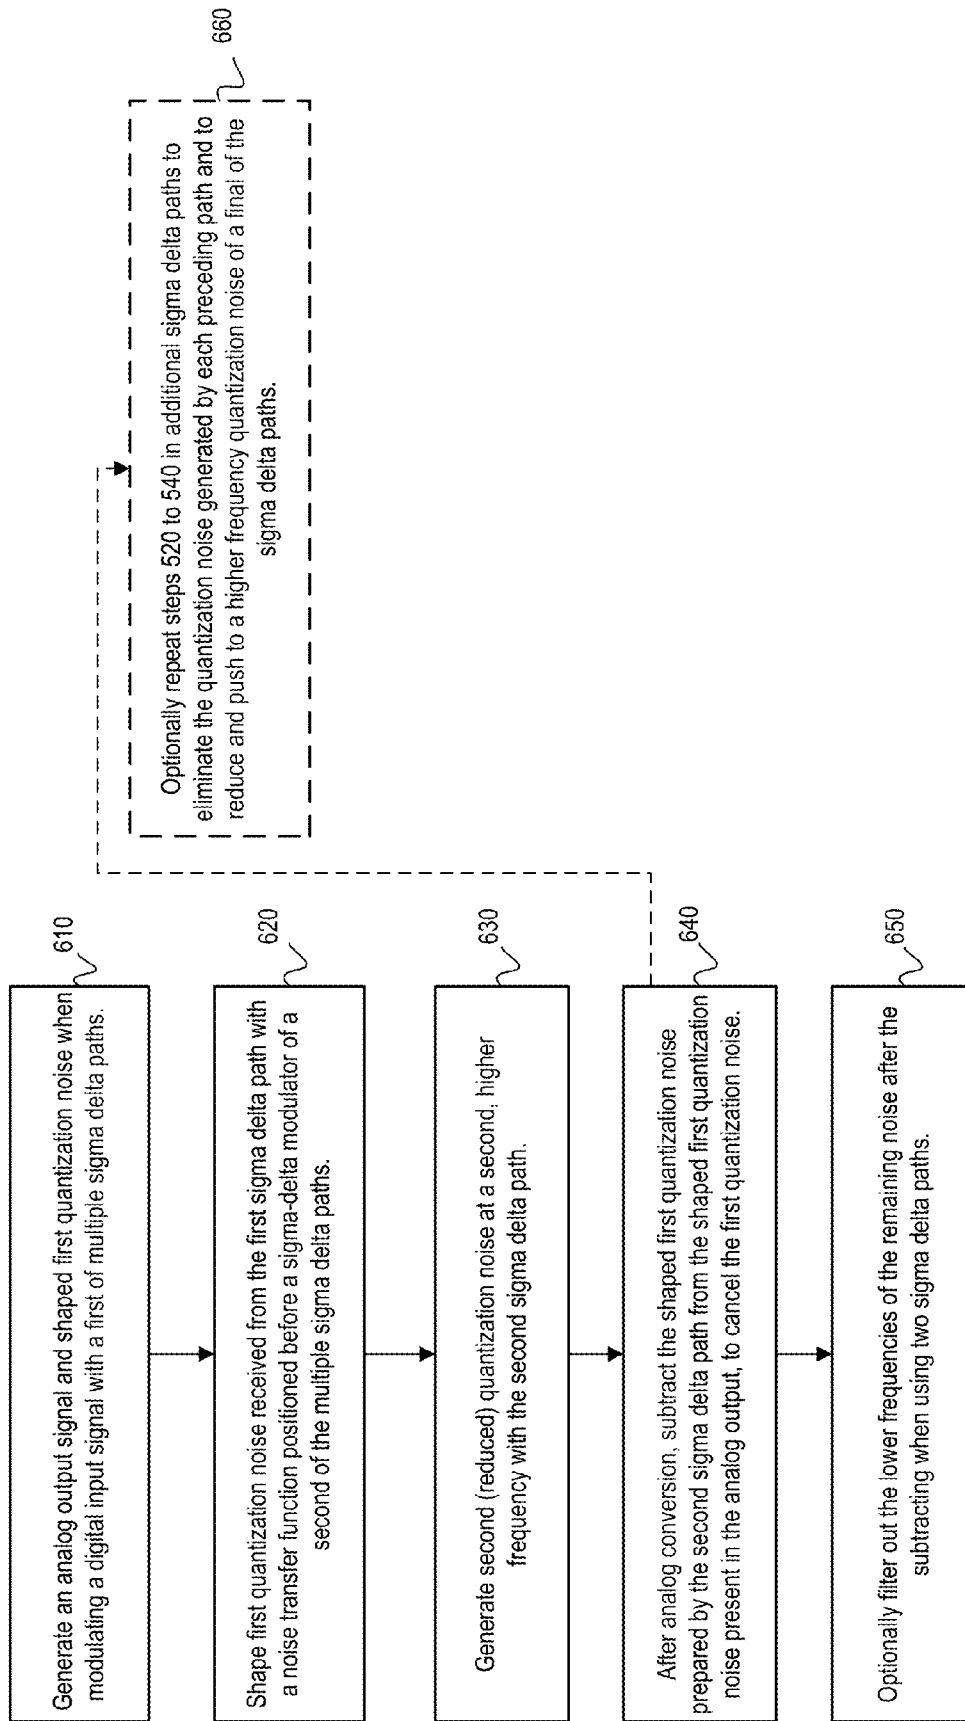 610
Generate an analog output signal and shaped first quantization noise when
modulating a digital input signal with a first of multiple sigma delta paths.
620
Shape first quantization noise received from the first sigma delta path with
a noise transfer function positioned before a sigma-delta modulator of a
second of the multiple sigma delta paths.
630
Generate second (reduced) quantization noise at a second, higher
frequency with the second sigma delta path.
640
After analog conversion, subtract the shaped first quantization noise
prepared by the second sigma delta path from the shaped first quantization
noise present in the analog output, to cancel the first quantization noise.
650
Optionally filter out the lower frequencies of the remaining noise after the
subtracting when using two sigma delta paths.
660
Optionally repeat steps 520 to 540 in additional sigma delta paths to
eliminate the quantization noise generated by each preceding path and to
reduce and push to a higher frequency quantization noise of a final of the
sigma delta paths.